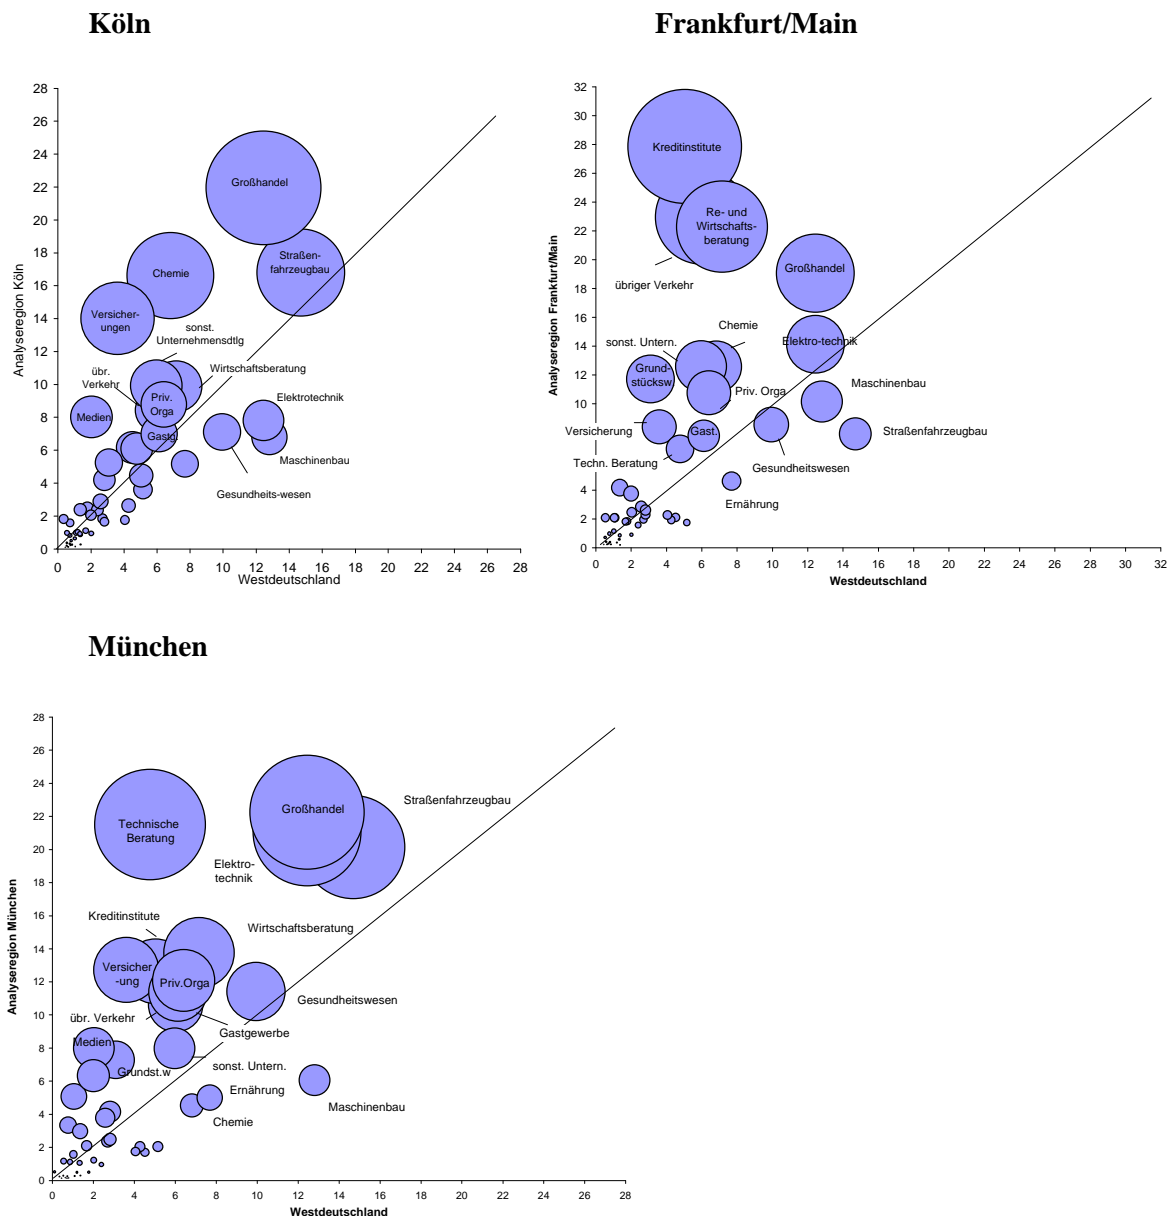 Köln
Frankfurt/Main
28
26
24
22
20
18
16
14
12
10
8
6
4
2
0
Analyseregion Köln
Großhandel
Straßen-
fahrzeugbau
Chemie
Versicher-
ungen
sonst.
Unternehmensdtlg
Wirtschaftsberatung
übr.
Verkehr
Priv.
Orga
Medien
Gastg.
Elektrotechnik
Maschinenbau
Gesundheits-wesen
0 2 4 6 8 10 12 14 16 18 20 22 24 26 28
Westdeutschland
32
30
28
26
24
22
20
18
16
14
12
10
8
6
4
2
0
Analyseregion Frankfurt/Main
Kreditinstitute
Re- und
Wirtschafts-
beratung
übriger Verkehr
Großhandel
Chemie
sonst. Untern.
Elektro-technik
Grund-
stücksw.
Priv. Orga
Maschinenbau
Versicherung
Gast.
Straßenfahrzeugbau
Techn. Beratung
Gesundheitswesen
Ernährung
0 2 4 6 8 10 12 14 16 18 20 22 24 26 28 30 32
Westdeutschland
München
28
26
24
22
20
18
16
14
12
10
8
6
4
2
0
Analyseregion München
Straßenfahrzeugbau
Großhandel
Technische
Beratung
Elektro-
technik
Kreditinstitute
Wirtschaftsberatung
Versicher
-ung
Priv.Orga
Gesundheitswesen
übr. Verkehr
Gastgewerbe
Medien
sonst. Untern.
Grundst.w
Ernährung
Maschinenbau
Chemie
0 2 4 6 8 10 12 14 16 18 20 22 24 26 28
Westdeutschland